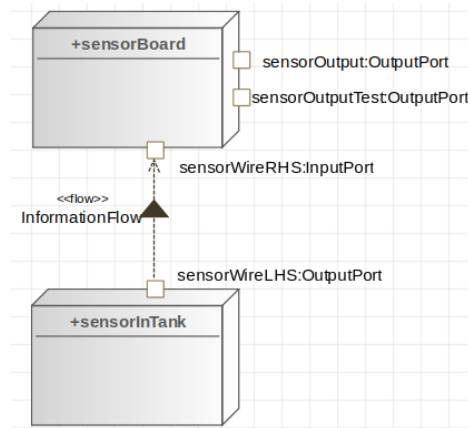 +sensorBoard
sensorOutput:OutputPort
sensorOutputTest:OutputPort
sensorWireRHS:InputPort
<<flow>>
InformationFlow
sensorWireLHS:OutputPort
+sensorInTank